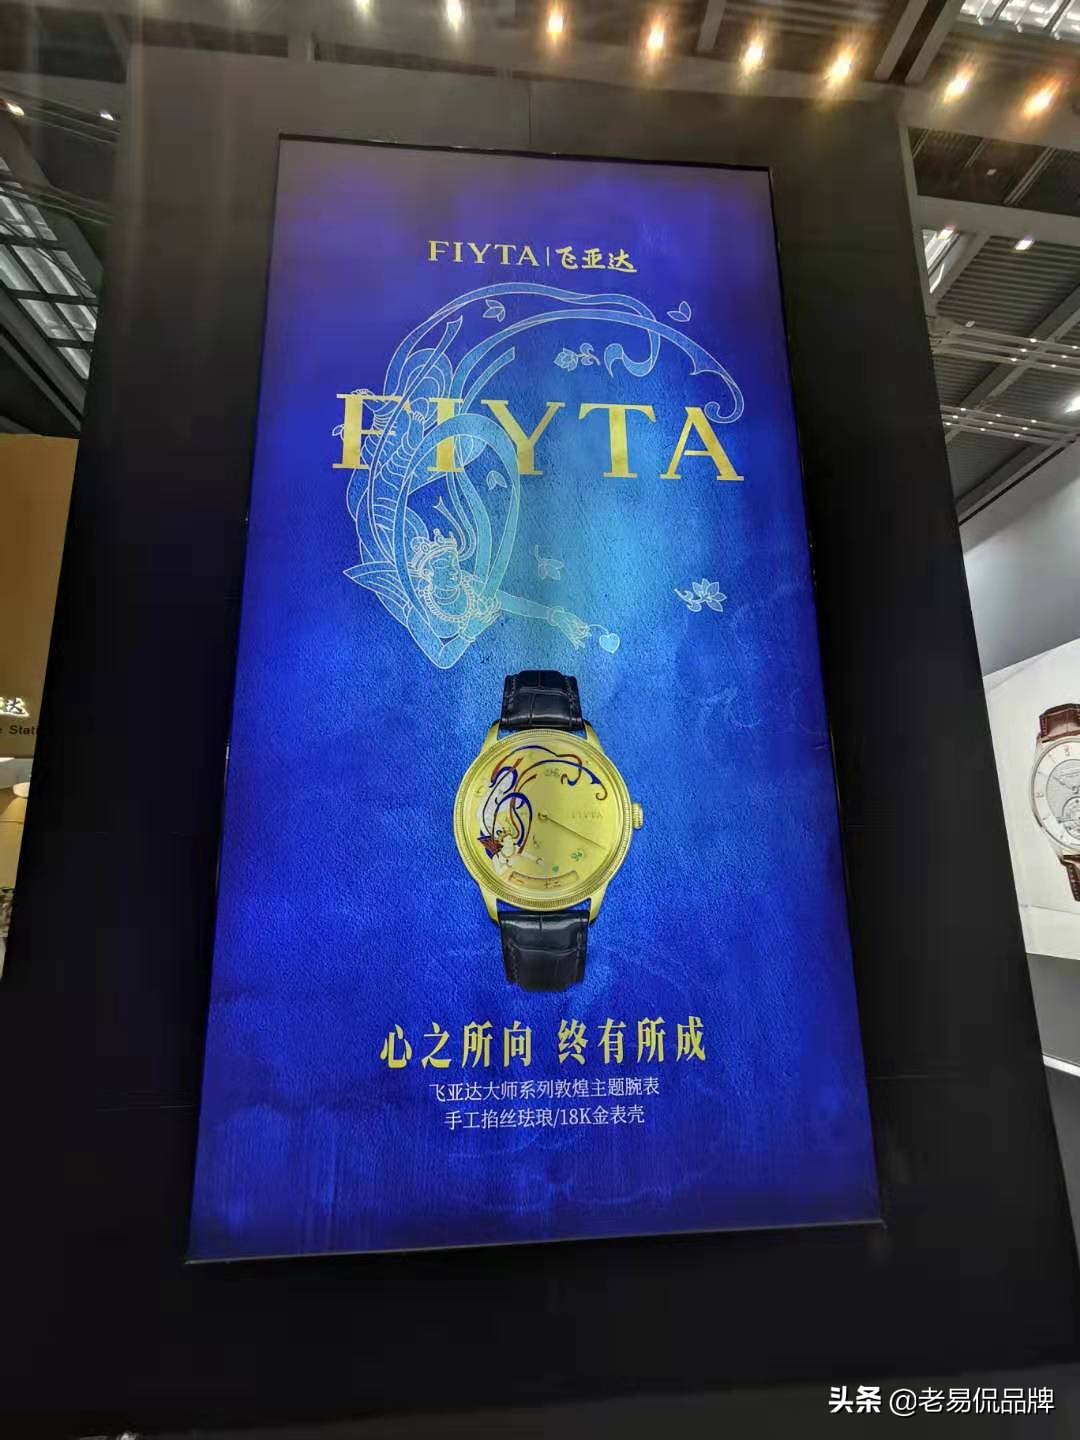 FIYTA | 飞亚达
FIYTA
FIYTA
心之所向 终有所成
飞亚达大师系列敦煌主题腕表
手工掐丝珐琅/18K金表壳
达
Stati
头条 @老易侃品牌